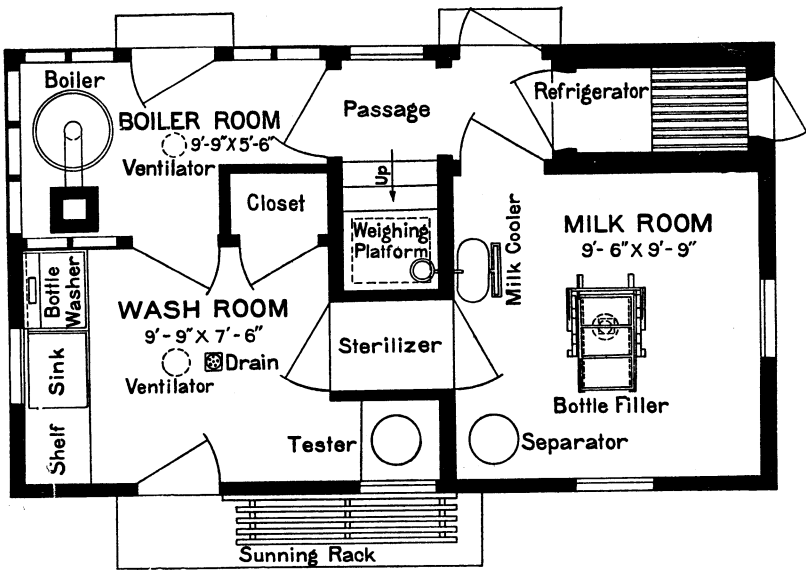 Boiler
BOILER ROOM
9'-9"X5'-6"
Ventilator
Passage
Refrigerator
Up
Closet
Weighing
Platform
Milk Cooler
MILK ROOM
9'-6"X9'-9"
Bottle
Washer
WASH ROOM
9'-9"X7'-6"
Ventilator
Drain
Sterilizer
Sink
Shelf
Bottle Filler
Tester
Separator
Sunning Rack